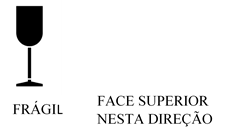 FRÁGIL
FACE SUPERIOR
NESTA DIREÇÃO